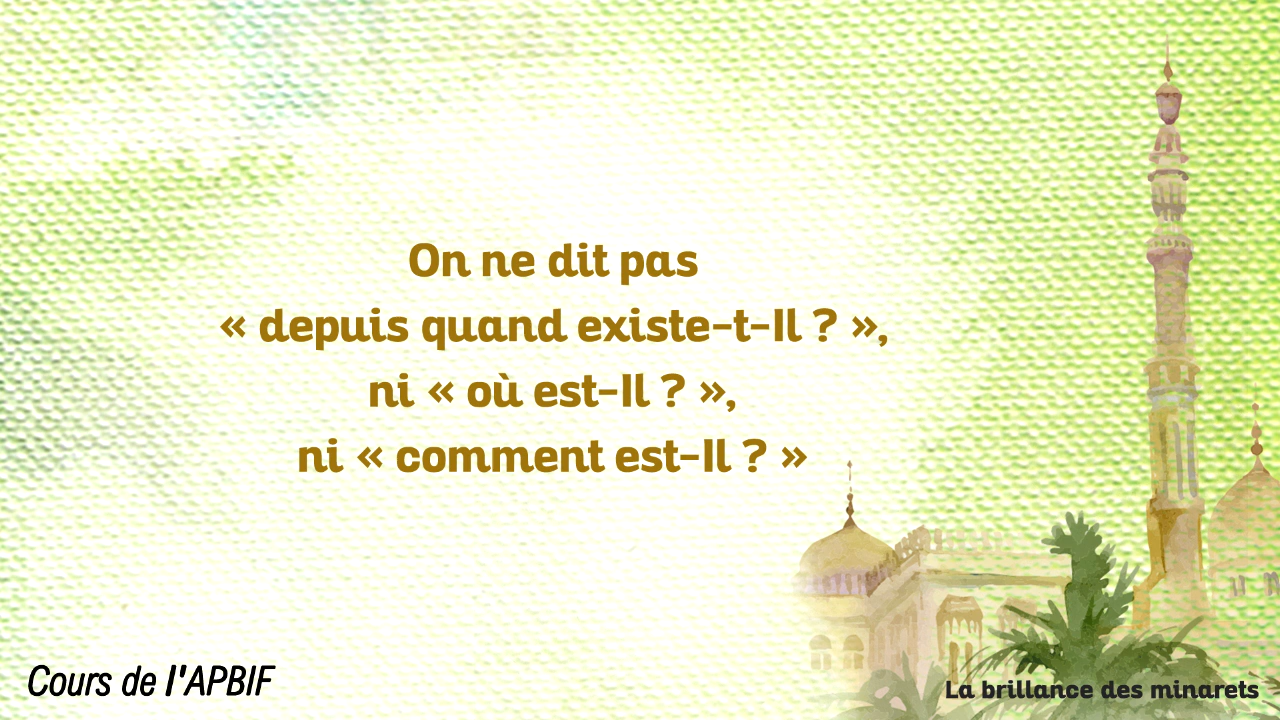 On ne dit pas
« depuis quand existe-t-Il ? »,
ni « où est-Il ? »,
ni « comment est-Il ? »
Cours de l'APBIF
La brillance des minarets